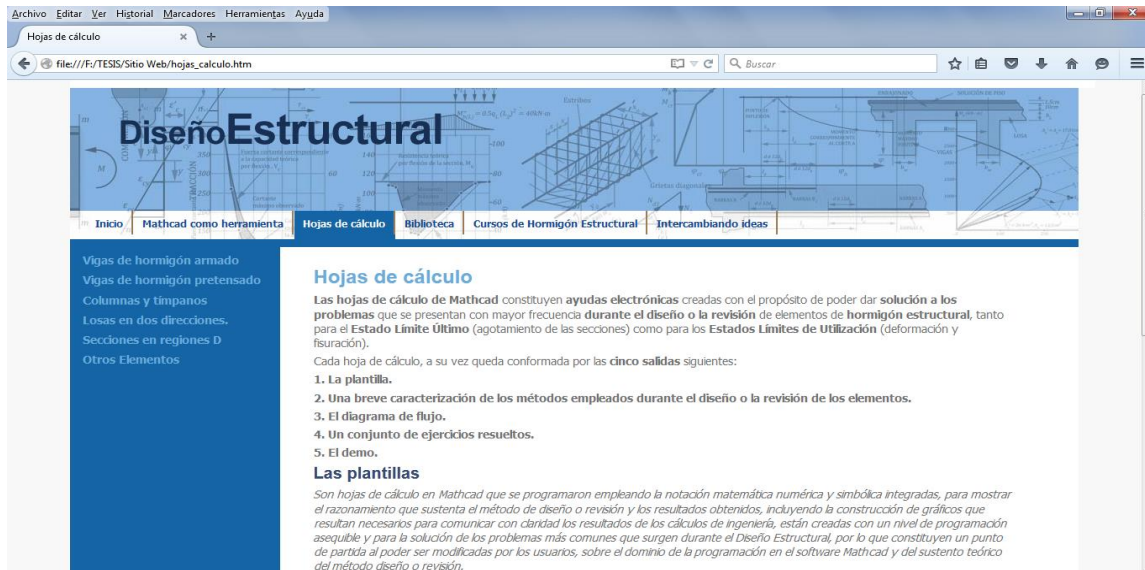 Archivo Editar Ver Historial Marcadores Herramientas Ayuda
Hojas de cálculo
file:///F:/TESIS/Sitio Web/hojas_calculo.htm
Buscar
DiseñoEstructural
Inicio Mathcad como herramienta Hojas de cálculo Biblioteca Cursos de Hormigón Estructural Intercambiando ideas
Vigas de hormigón armado
Vigas de hormigón pretensado
Columnas y tímpanos
Losas en dos direcciones.
Secciones en regiones D
Otros Elementos
Hojas de cálculo
Las hojas de cálculo de Mathcad constituyen ayudas electrónicas creadas con el propósito de poder dar solución a los
problemas que se presentan con mayor frecuencia durante el diseño o la revisión de elementos de hormigón estructural, tanto
para el Estado Límite Último (agotamiento de las secciones) como para los Estados Límites de Utilización (deformación y
fisuración).
Cada hoja de cálculo, a su vez queda conformada por las cinco salidas siguientes:
1. La plantilla.
2. Una breve caracterización de los métodos empleados durante el diseño o la revisión de los elementos.
3. El diagrama de flujo.
4. Un conjunto de ejercicios resueltos.
5. El demo.
Las plantillas
Son hojas de cálculo en Mathcad que se programaron empleando la notación matemática numérica y simbólica integradas, para mostrar
el razonamiento que sustenta el método de diseño o revisión y los resultados obtenidos, incluyendo la construcción de gráficos que
resultan necesarios para comunicar con claridad los resultados de los cálculos de ingeniería, están creadas con un nivel de programación
asequible y para la solución de los problemas más comunes que surgen durante el Diseño Estructural, por lo que constituyen un punto
de partida al poder ser modificadas por los usuarios, sobre el dominio de la programación en el software Mathcad y del sustento teórico
del método diseño o revisión.